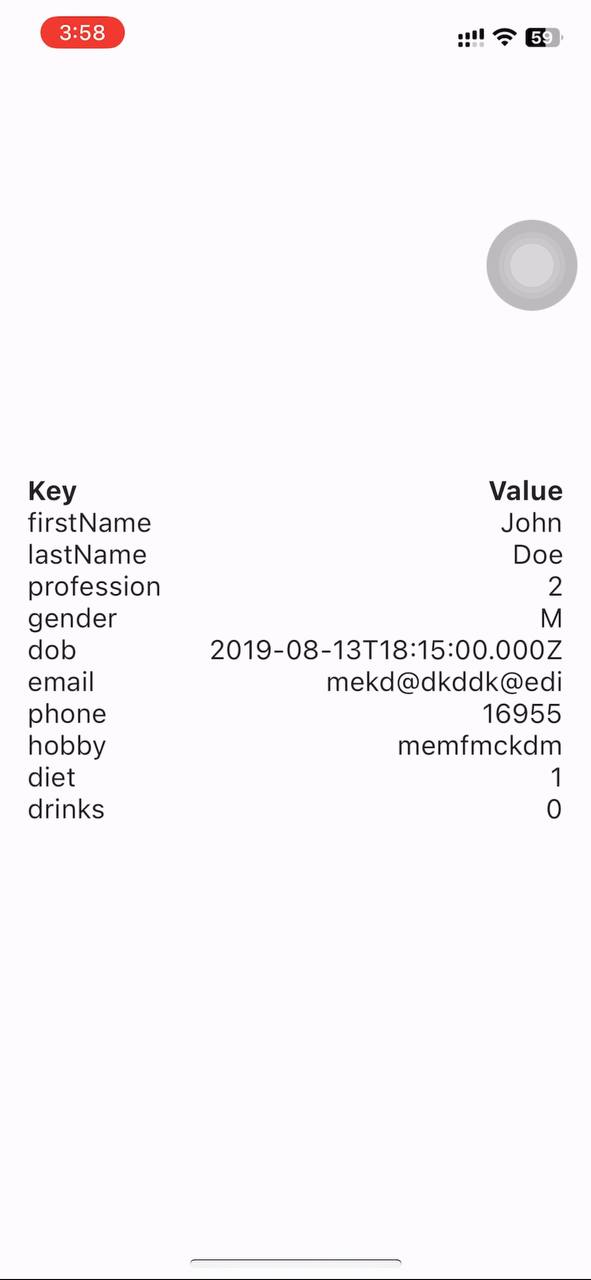 3:58
59
Key Value
firstName John
lastName Doe
profession 2
gender M
dob 2019-08-13T18:15:00.000Z
email mekd@dkddk@edi
phone 16955
hobby memfmckdm
diet 1
drinks 0